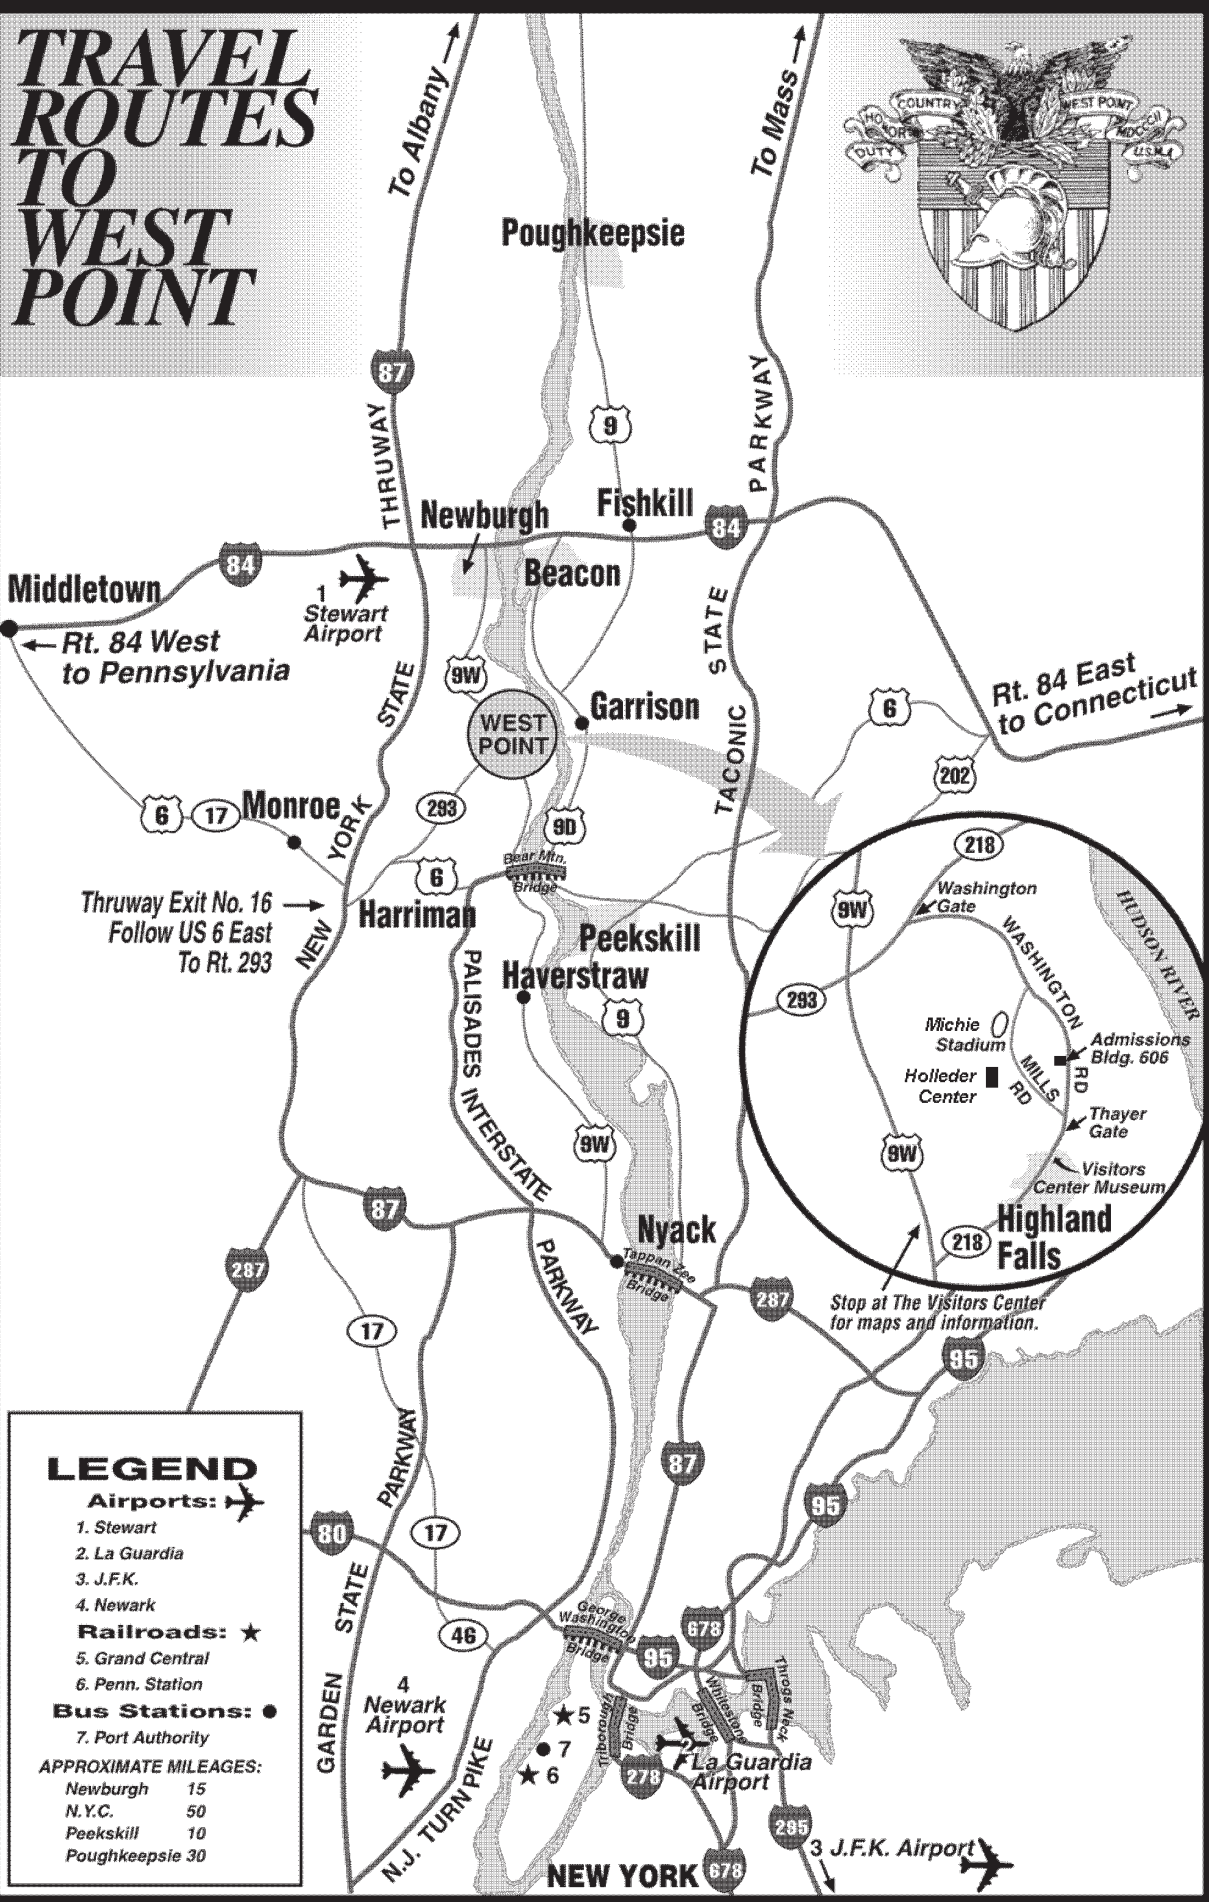 TRAVEL
ROUTES
TO
WEST
POINT
To Albany
To Mass
DUTY
HONOR
COUNTRY
WEST POINT
MDCCCII
U.S.M.A
Poughkeepsie
87
9
THRUWAY
PARKWAY
Newburgh
Fishkill
84
84
Beacon
Middletown
1
Stewart
Airport
Rt. 84 West
to Pennsylvania
STATE
STATE
9W
WEST
POINT
Garrison
6
Rt. 84 East
to Connecticut
TACONIC
202
6
17
Monroe
293
9D
YORK
6
Bear Mtn.
Bridge
Thruway Exit No. 16
Follow US 6 East
To Rt. 293
NEW
Harriman
Peekskill
Haverstraw
9
PALISADES
INTERSTATE
PARKWAY
9W
218
Washington
Gate
9W
HUDSON RIVER
WASHINGTON
RD
293
Michie
Stadium
Admissions
Bldg. 606
Holleder
Center
MILLS
RD
Thayer
Gate
9W
Visitors
Center Museum
Highland
Falls
218
Stop at The Visitors Center
for maps and information.
87
Nyack
Tappan Zee
Bridge
287
287
17
95
87
95
PARKWAY
STATE
GARDEN
80
17
46
George
Washington
Bridge
678
95
Throgs Neck
Bridge
Whitestone
Bridge
Triborough
Bridge
4
Newark
Airport
5
7
6
2
La Guardia
Airport
278
295
N.J. TURNPIKE
NEW YORK
678
3 J.F.K. Airport
LEGEND
Airports:
1. Stewart
2. La Guardia
3. J.F.K.
4. Newark
Railroads: ★
5. Grand Central
6. Penn. Station
Bus Stations: ●
7. Port Authority
APPROXIMATE MILEAGES:
Newburgh 15
N.Y.C. 50
Peekskill 10
Poughkeepsie 30